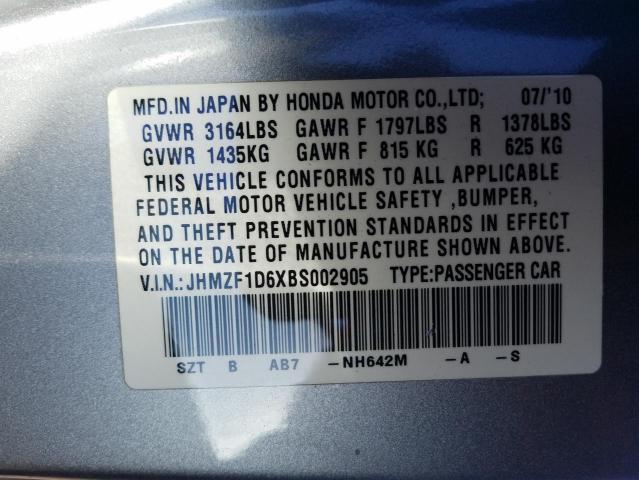 MFD.IN JAPAN BY HONDA MOTOR CO.,LTD; 07/'10
GVWR 3164LBS GAWR F 1797LBS R 1378LBS
GVWR 1435KG GAWR F 815 KG R 625 KG
THIS VEHICLE CONFORMS TO ALL APPLICABLE
FEDERAL MOTOR VEHICLE SAFETY ,BUMPER,
AND THEFT PREVENTION STANDARDS IN EFFECT
ON THE DATE OF MANUFACTURE SHOWN ABOVE.
V.I.N.:JHMZF1D6XBS002905 TYPE:PASSENGER CAR
SZT B AB7 -NH642M -A -S